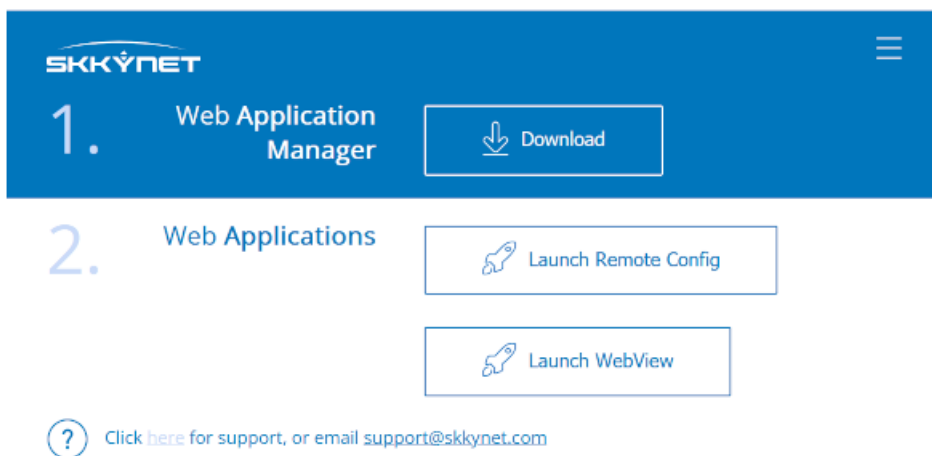 SKKYNET
1. Web Application
Manager
Download
2. Web Applications
Launch Remote Config
Launch WebView
? Click here for support, or email support@skkynet.com